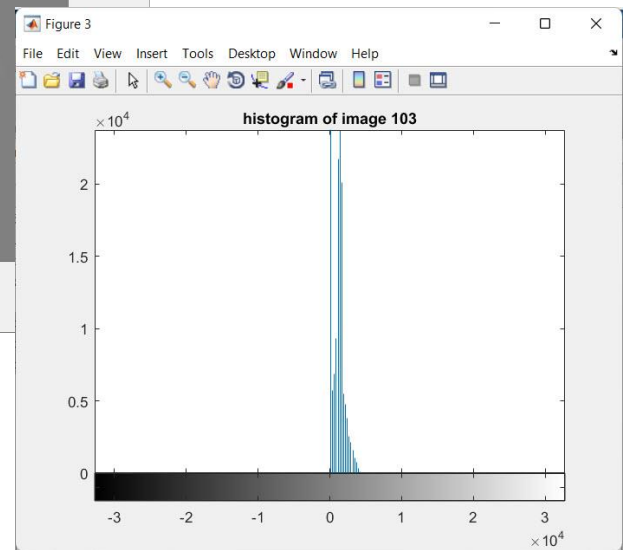 Figure 3
File Edit View Insert Tools Desktop Window Help
histogram of image 103
×10⁴
2
1.5
1
0.5
0
-3 -2 -1 0 1 2 3
×10⁴